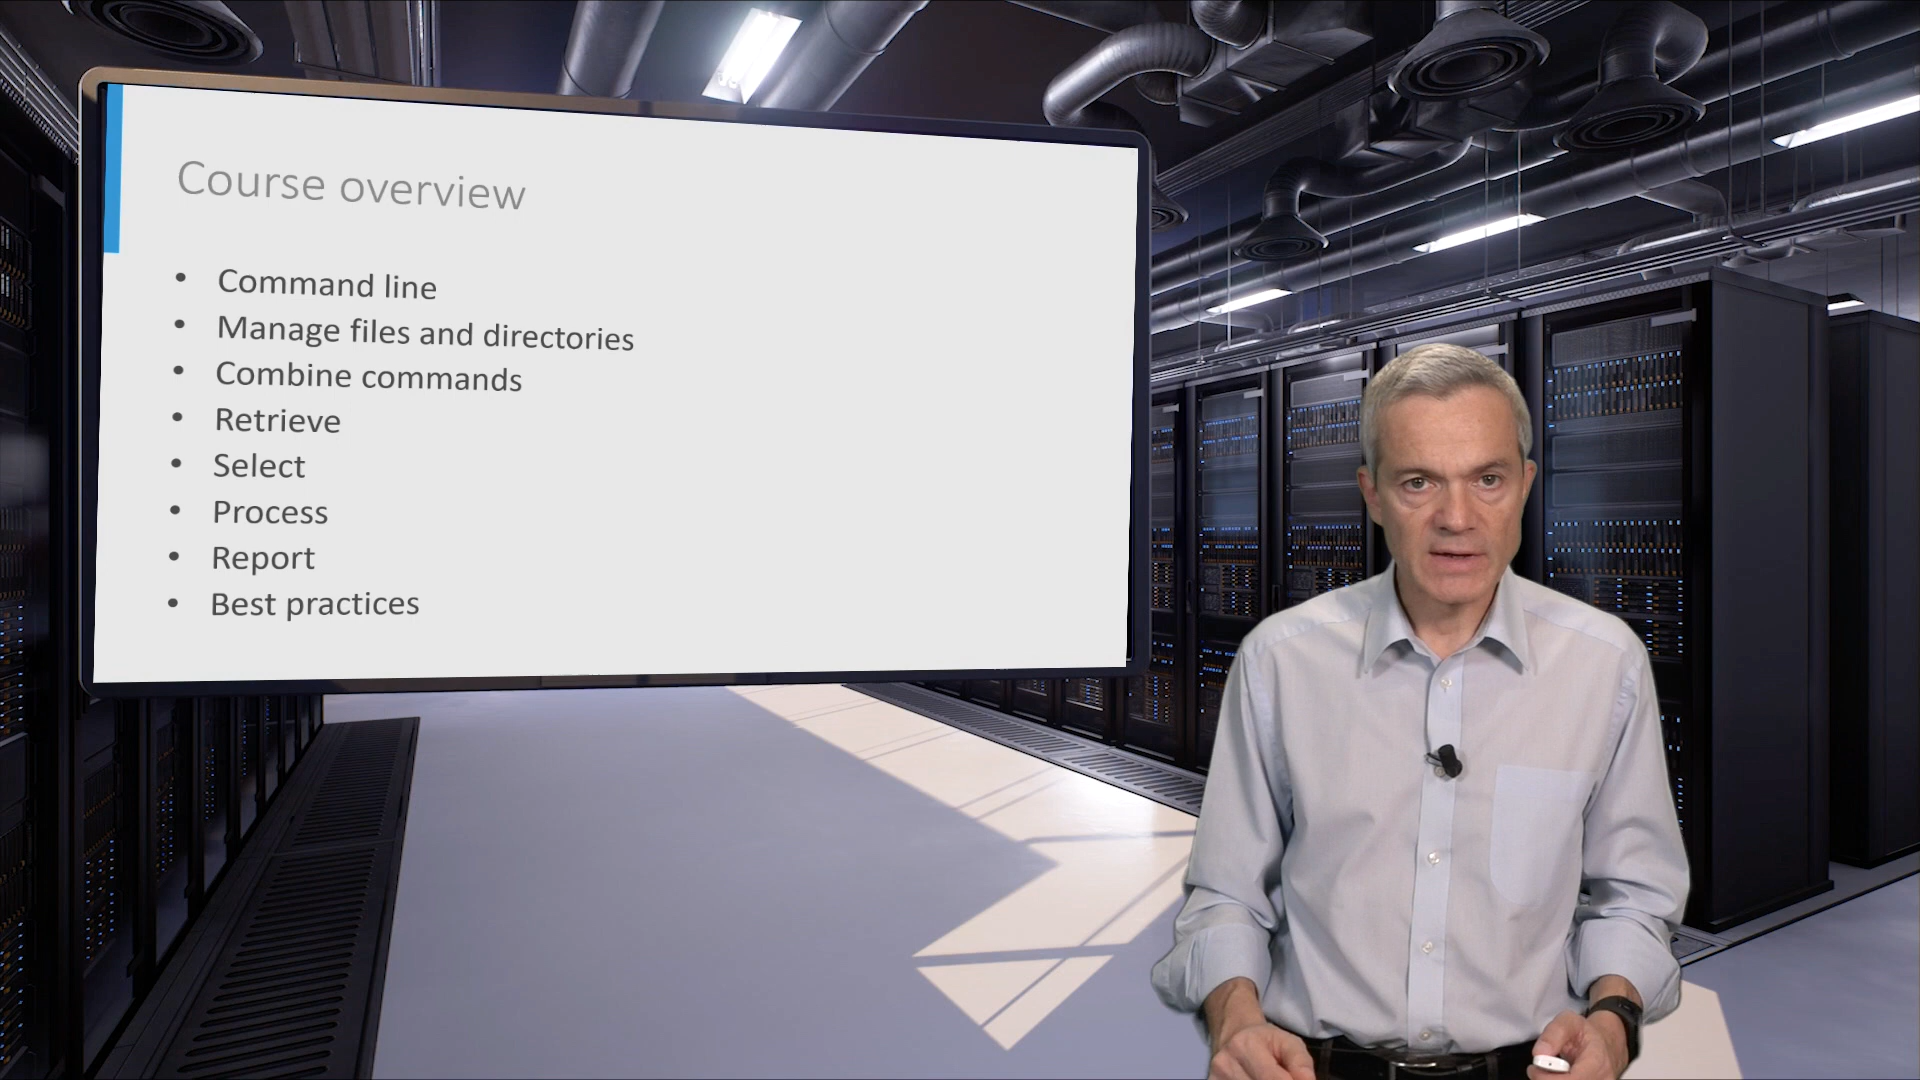 Course overview
• Command line
• Manage files and directories
• Combine commands
• Retrieve
• Select
• Process
• Report
• Best practices